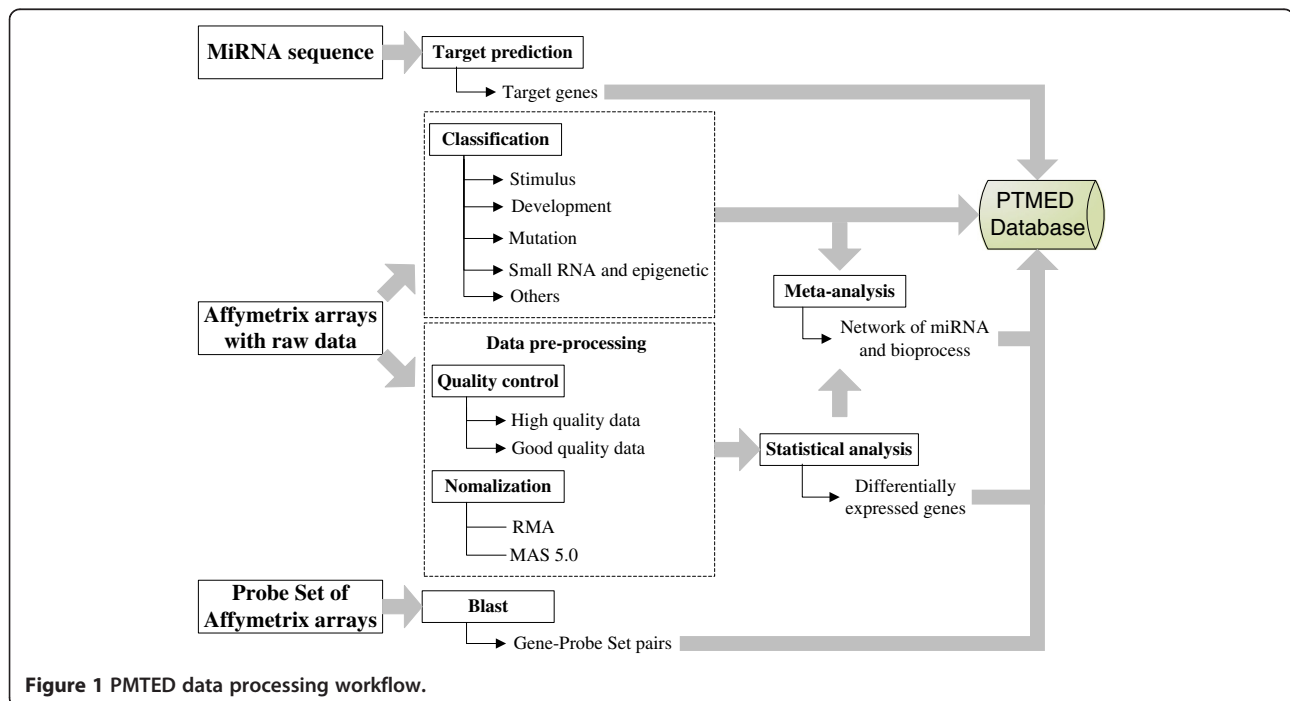 MiRNA sequence
Target prediction
Target genes
Classification
Stimulus
Development
Mutation
Small RNA and epigenetic
Others
PTMED
Database
Affymetrix arrays
with raw data
Data pre-processing
Quality control
High quality data
Good quality data
Nomalization
RMA
MAS 5.0
Meta-analysis
Network of miRNA
and bioprocess
Statistical analysis
Differentially
expressed genes
Probe Set of
Affymetrix arrays
Blast
Gene-Probe Set pairs
Figure 1 PMTED data processing workflow.